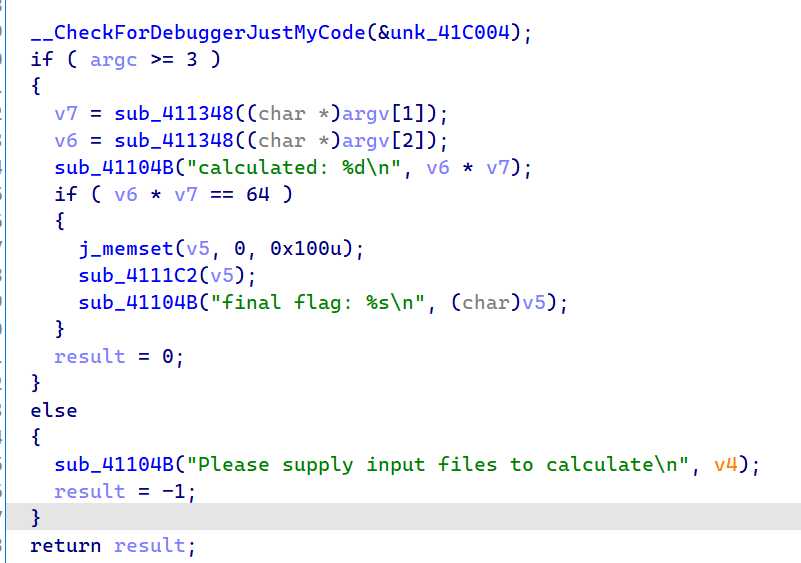 __CheckForDebuggerJustMyCode(&unk_41C004);
if ( argc >= 3 )
{
  v7 = sub_411348((char *)argv[1]);
  v6 = sub_411348((char *)argv[2]);
  sub_41104B("calculated: %d\n", v6 * v7);
  if ( v6 * v7 == 64 )
  {
    j_memset(v5, 0, 0x100u);
    sub_4111C2(v5);
    sub_41104B("final flag: %s\n", (char)v5);
  }
  result = 0;
}
else
{
  sub_41104B("Please supply input files to calculate\n", v4);
  result = -1;
}
return result;